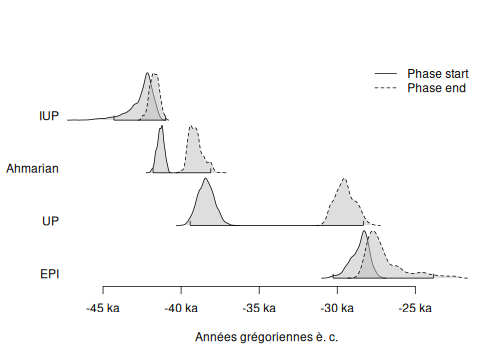 Phase start
Phase end
IUP
Ahmarian
UP
EPI
-45 ka -40 ka -35 ka -30 ka -25 ka
Années grégoriennes è. c.